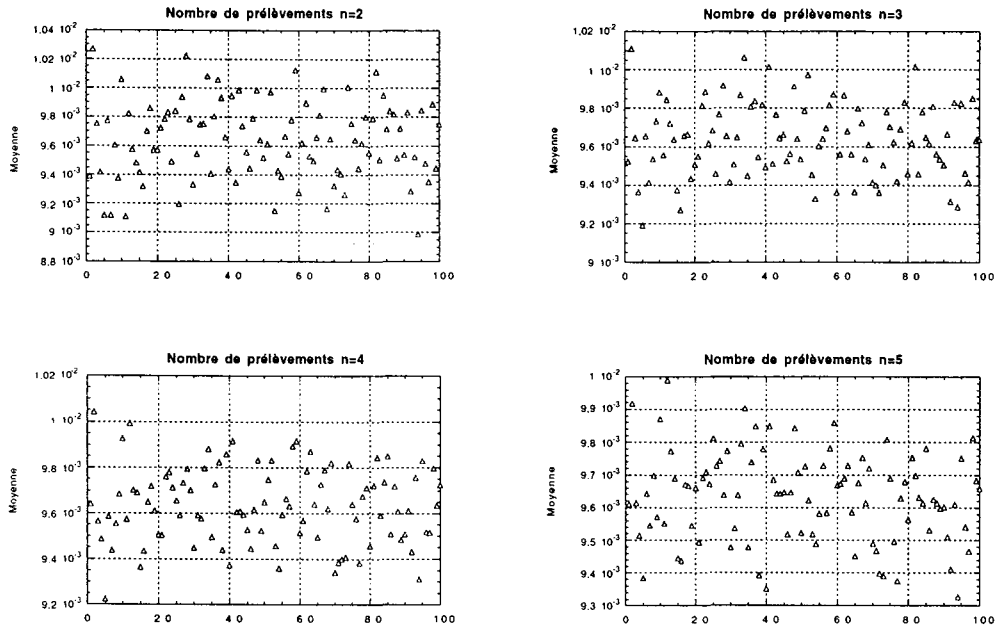 Nombre de prélèvements n=2
1.04 10-2
1.02 10-2
1 10-2
9.8 10-3
9.6 10-3
9.4 10-3
9.2 10-3
9 10-3
8.8 10-3
Moyenne
0 20 40 60 80 100
Nombre de prélèvements n=3
1.02 10-2
1 10-2
9.8 10-3
9.6 10-3
9.4 10-3
9.2 10-3
9 10-3
Moyenne
0 20 40 60 80 100
Nombre de prélèvements n=4
1.02 10-2
1 10-2
9.8 10-3
9.6 10-3
9.4 10-3
9.2 10-3
Moyenne
0 20 40 60 80 100
Nombre de prélèvements n=5
1 10-2
9.9 10-3
9.8 10-3
9.7 10-3
9.6 10-3
9.5 10-3
9.4 10-3
9.3 10-3
Moyenne
0 20 40 60 80 100